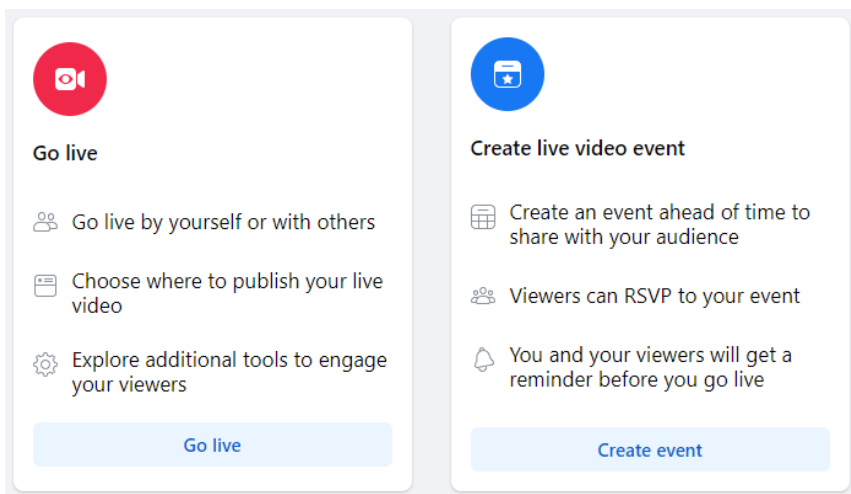 Go live
Go live by yourself or with others
Choose where to publish your live
video
Explore additional tools to engage
your viewers
Go live
Create live video event
Create an event ahead of time to
share with your audience
Viewers can RSVP to your event
You and your viewers will get a
reminder before you go live
Create event